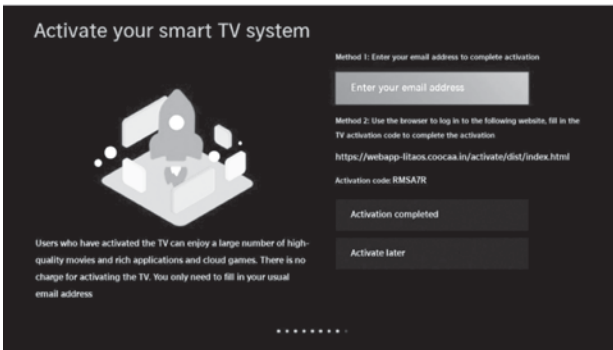 Activate your smart TV system
Users who have activated the TV can enjoy a large number of high-
quality movies and rich applications and cloud games. There is no
charge for activating the TV. You only need to fill in your usual
email address
Method 1: Enter your email address to complete activation
Enter your email address
Method 2: Use the browser to log in to the following website, fill in the
TV activation code to complete the activation
https://webapp-litaos.coocaa.in/activate/dist/index.html
Activation code: RMSA7R
Activation completed
Activate later